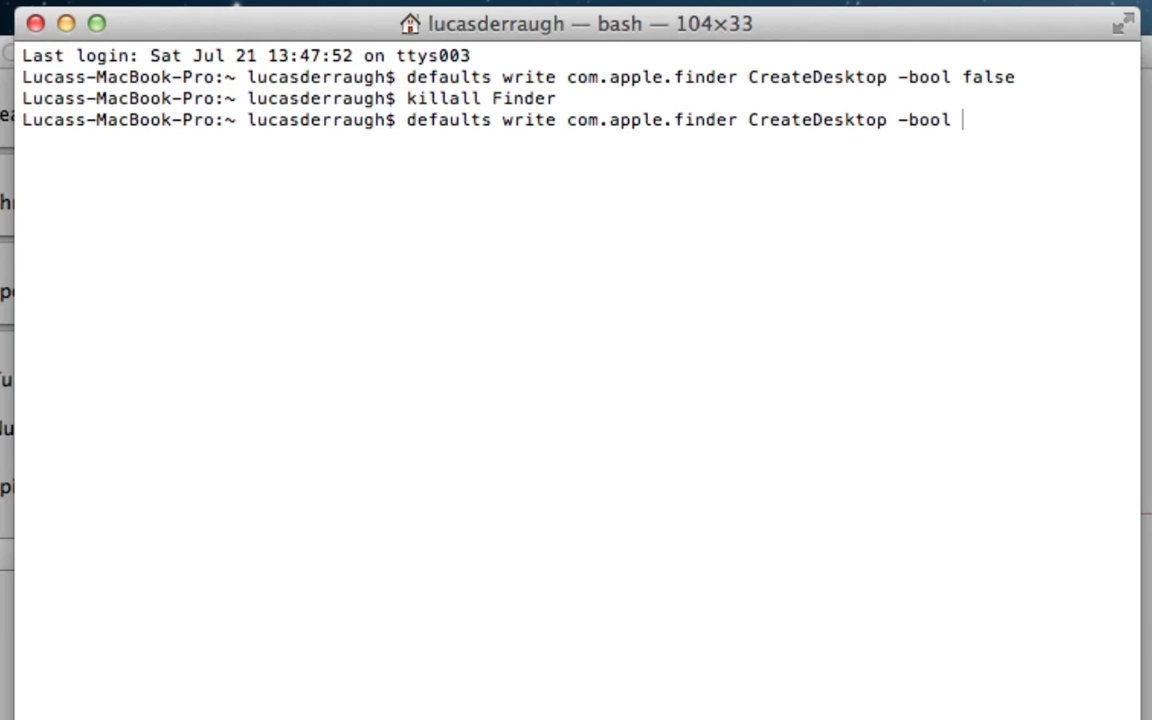 lucasderraugh — bash — 104×33
Last login: Sat Jul 21 13:47:52 on ttys003
Lucass-MacBook-Pro:~ lucasderraugh$ defaults write com.apple.finder CreateDesktop -bool false
Lucass-MacBook-Pro:~ lucasderraugh$ killall Finder
Lucass-MacBook-Pro:~ lucasderraugh$ defaults write com.apple.finder CreateDesktop -bool